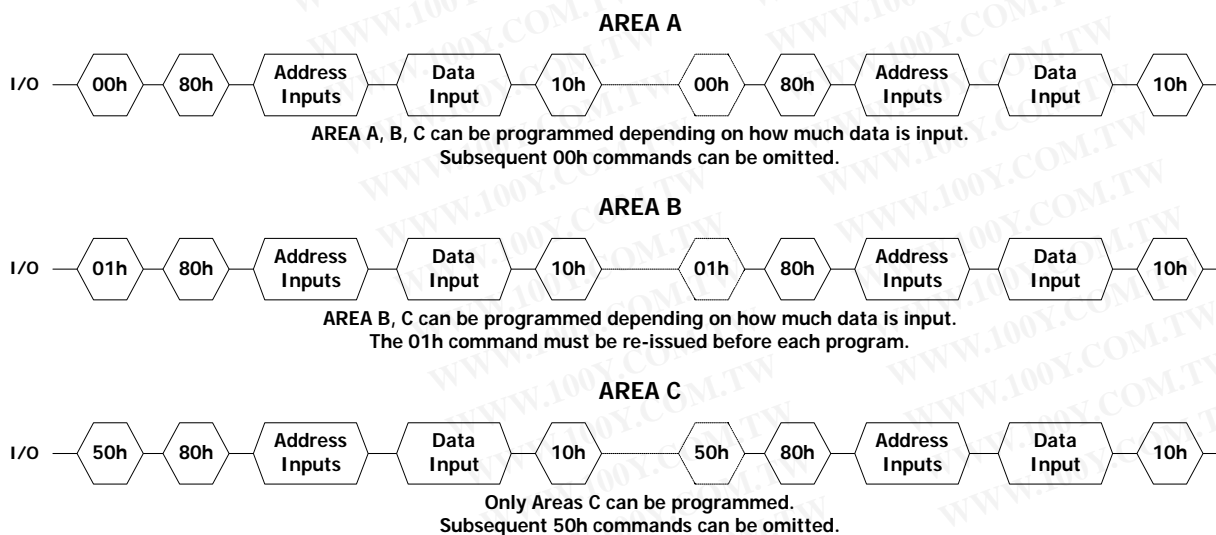 AREA A
I/O 00h 80h Address Inputs Data Input 10h 00h 80h Address Inputs Data Input 10h
AREA A, B, C can be programmed depending on how much data is input.
Subsequent 00h commands can be omitted.
AREA B
I/O 01h 80h Address Inputs Data Input 10h 01h 80h Address Inputs Data Input 10h
AREA B, C can be programmed depending on how much data is input.
The 01h command must be re-issued before each program.
AREA C
I/O 50h 80h Address Inputs Data Input 10h 50h 80h Address Inputs Data Input 10h
Only Areas C can be programmed.
Subsequent 50h commands can be omitted.
WWW.100Y.COM.TW